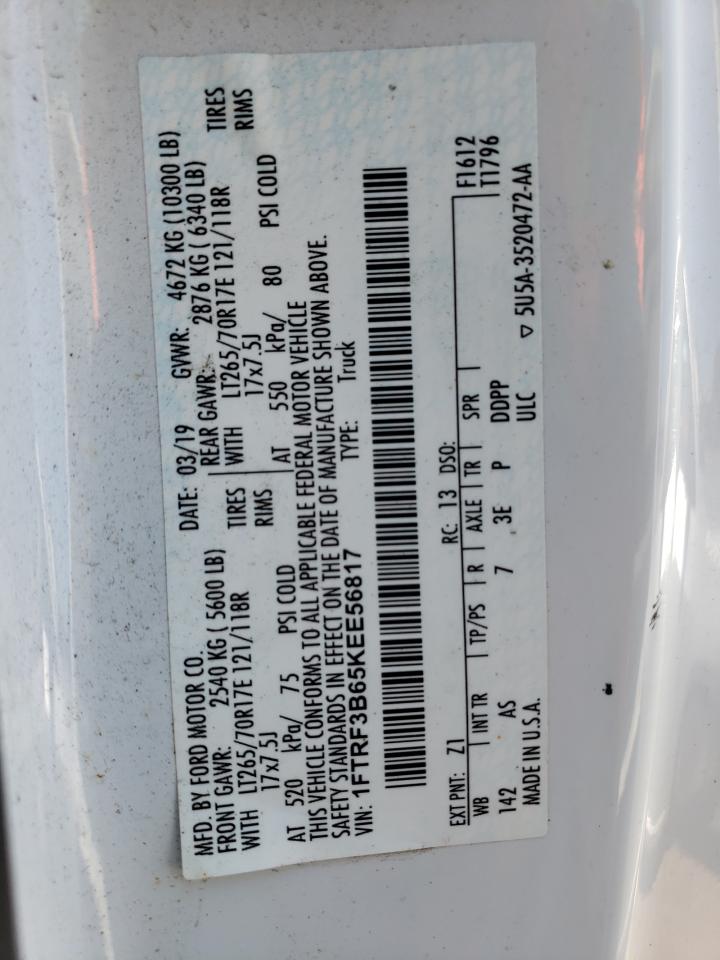 MFD. BY FORD MOTOR CO.
DATE: 03/19 GVWR: 4672 KG (10300 LB)
FRONT GAWR: 2540 KG ( 5600 LB) REAR GAWR: 2876 KG ( 6340 LB)
WITH LT265/70R17E 121/118R TIRES WITH LT265/70R17E 121/118R TIRES
17x7.5J RIMS 17x7.5J RIMS
AT 520 kPa/ 75 PSI COLD AT 550 kPa/ 80 PSI COLD
THIS VEHICLE CONFORMS TO ALL APPLICABLE FEDERAL MOTOR VEHICLE
SAFETY STANDARDS IN EFFECT ON THE DATE OF MANUFACTURE SHOWN ABOVE.
VIN: 1FTRF3B65KEE56817 TYPE: Truck
EXT PNT: Z1 RC: 13 DSO: F1612
WB INT TR TP/PS R AXLE TR SPR T1796
142 AS 7 3E P DDPP
ULC
MADE IN U.S.A. ▽ 5U5A-3520472-AA